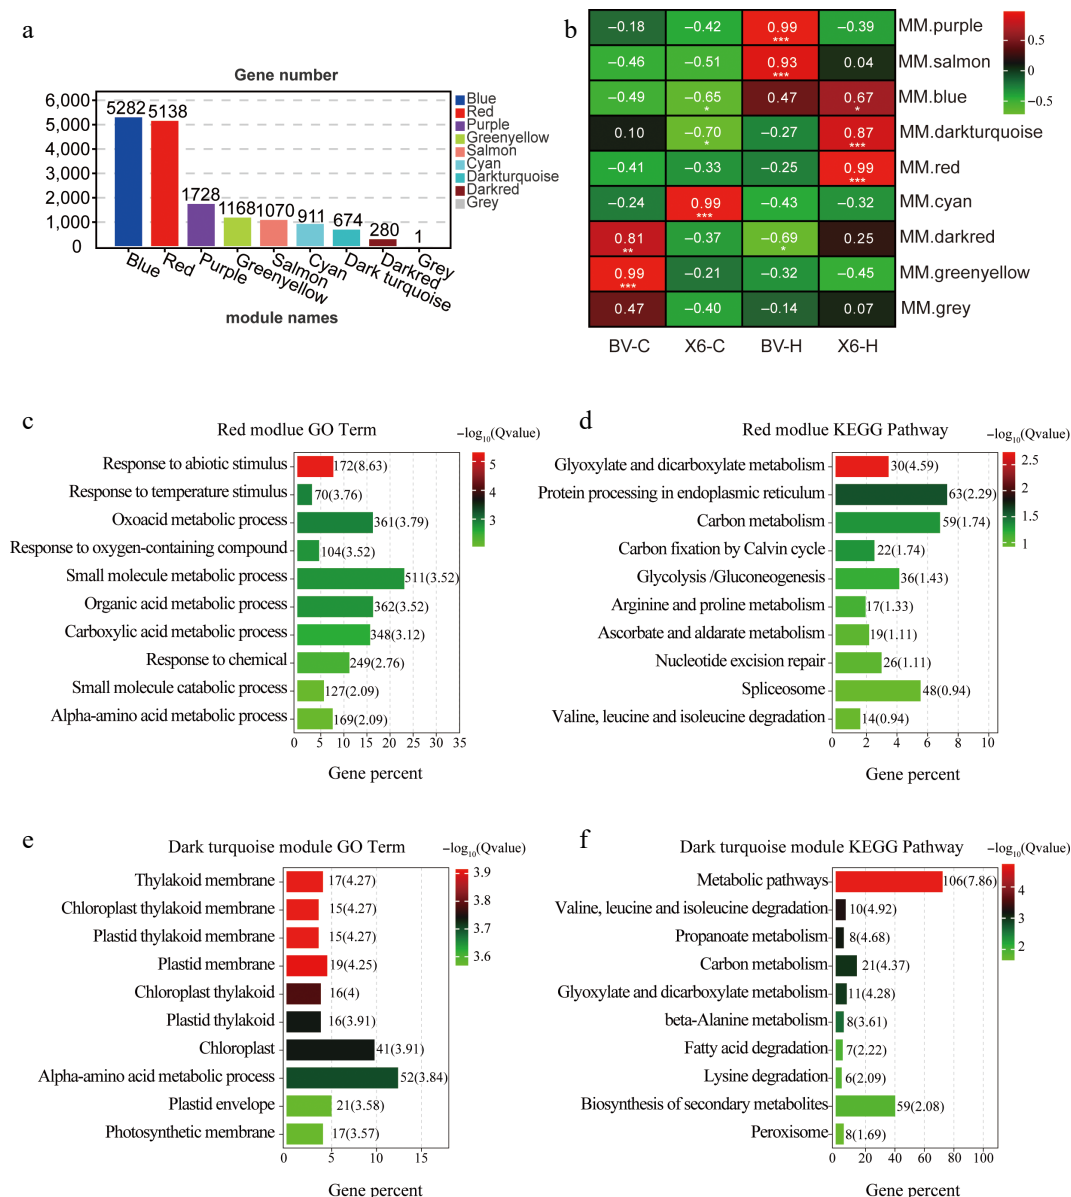 a
Gene number
6,000
5,000
4,000
3,000
2,000
1,000
0
5282
5138
1728
1168
1070
911
674
280
1
Blue
Red
Purple
Greenyellow
Salmon
Cyan
Dark turquoise
Darkred
Grey
module names
Blue
Red
Purple
Greenyellow
Salmon
Cyan
Darkturquoise
Darkred
Grey
b
−0.18 −0.42 0.99 *** −0.39 MM.purple
−0.46 −0.51 0.93 *** 0.04 MM.salmon
−0.49 −0.65 * 0.47 0.67 * MM.blue
0.10 −0.70 * −0.27 0.87 *** MM.darkturquoise
−0.41 −0.33 −0.25 0.99 *** MM.red
−0.24 0.99 *** −0.43 −0.32 MM.cyan
0.81 ** −0.37 −0.69 * 0.25 MM.darkred
0.99 *** −0.21 −0.32 −0.45 MM.greenyellow
0.47 −0.40 −0.14 0.07 MM.grey
BV-C X6-C BV-H X6-H
0.5
0
−0.5
c
Red modlue GO Term
−log10(Qvalue)
5
4
3
Response to abiotic stimulus 172(8.63)
Response to temperature stimulus 70(3.76)
Oxoacid metabolic process 361(3.79)
Response to oxygen-containing compound 104(3.52)
Small molecule metabolic process 511(3.52)
Organic acid metabolic process 362(3.52)
Carboxylic acid metabolic process 348(3.12)
Response to chemical 249(2.76)
Small molecule catabolic process 127(2.09)
Alpha-amino acid metabolic process 169(2.09)
0 5 10 15 20 25 30 35
Gene percent
d
Red modlue KEGG Pathway
−log10(Qvalue)
2.5
2
1.5
1
Glyoxylate and dicarboxylate metabolism 30(4.59)
Protein processing in endoplasmic reticulum 63(2.29)
Carbon metabolism 59(1.74)
Carbon fixation by Calvin cycle 22(1.74)
Glycolysis /Gluconeogenesis 36(1.43)
Arginine and proline metabolism 17(1.33)
Ascorbate and aldarate metabolism 19(1.11)
Nucleotide excision repair 26(1.11)
Spliceosome 48(0.94)
Valine, leucine and isoleucine degradation 14(0.94)
0 2 4 6 8 10
Gene percent
e
Dark turquoise module GO Term
−log10(Qvalue)
3.9
3.8
3.7
3.6
Thylakoid membrane 17(4.27)
Chloroplast thylakoid membrane 15(4.27)
Plastid thylakoid membrane 15(4.27)
Plastid membrane 19(4.25)
Chloroplast thylakoid 16(4)
Plastid thylakoid 16(3.91)
Chloroplast 41(3.91)
Alpha-amino acid metabolic process 52(3.84)
Plastid envelope 21(3.58)
Photosynthetic membrane 17(3.57)
0 5 10 15
Gene percent
f
Dark turquoise module KEGG Pathway
−log10(Qvalue)
4
3
2
Metabolic pathways 106(7.86)
Valine, leucine and isoleucine degradation 10(4.92)
Propanoate metabolism 8(4.68)
Carbon metabolism 21(4.37)
Glyoxylate and dicarboxylate metabolism 11(4.28)
beta-Alanine metabolism 8(3.61)
Fatty acid degradation 7(2.22)
Lysine degradation 6(2.09)
Biosynthesis of secondary metabolites 59(2.08)
Peroxisome 8(1.69)
0 20 40 60 80 100
Gene percent